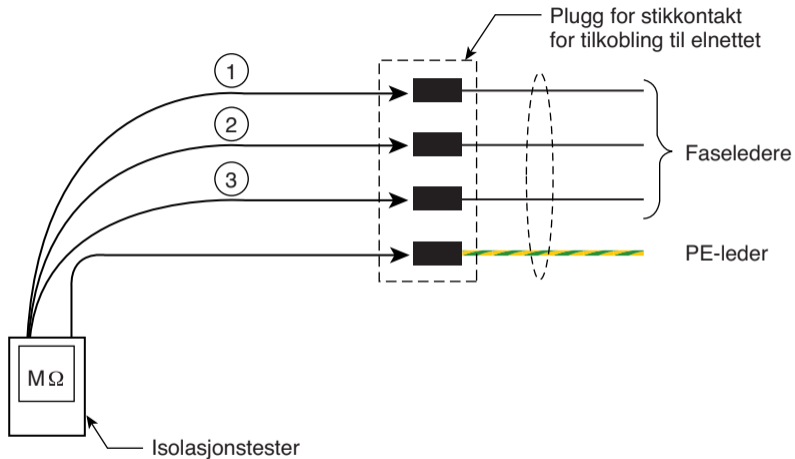 Plugg for stikkontakt
for tilkobling til elnettet
1
2
3
Faseledere
PE-leder
MΩ
Isolasjonstester